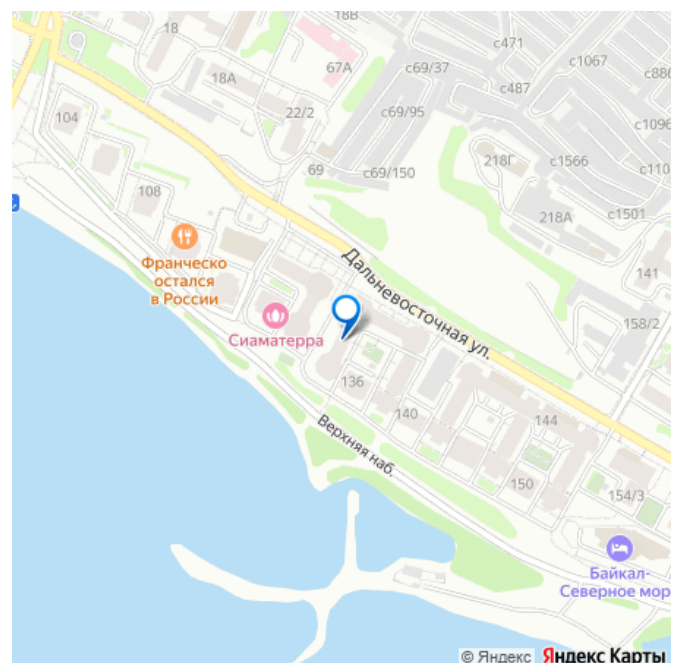 18В
18
с471
67А
с69/37
с1067
с886
18А
с487
с69/95
22/2
104
с1096
218Г
с1566
с110
69
с69/150
108
218А
с1501
Франческо
остался
в России
Дальневосточная ул.
141
Сиаматерра
158/2
136
140
144
Верхняя наб.
150
154/3
Байкал-
Северное мор
© Яндекс Яндекс Карты